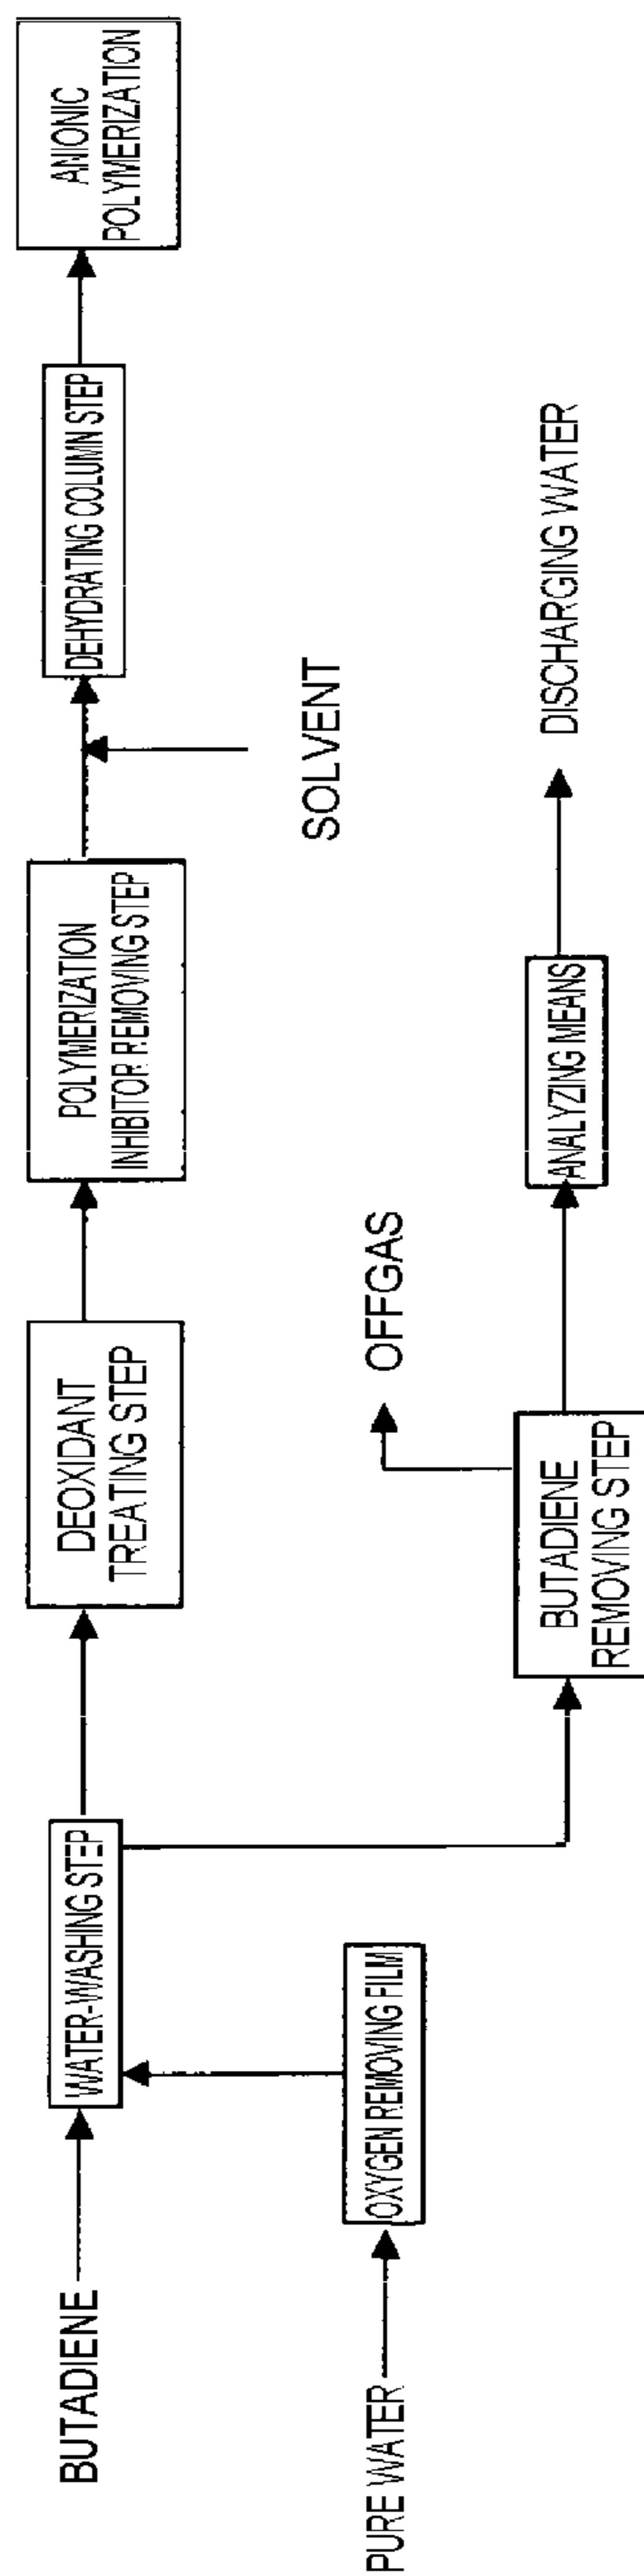 BUTADIENE
WATER-WASHING STEP
DEOXIDANT
TREATING STEP
POLYMERIZATION
INHIBITOR REMOVING STEP
DEHYDRATING COLUMN STEP
ANIONIC
POLYMERIZATION
SOLVENT
PURE WATER
OXYGEN REMOVING FILM
OFFGAS
BUTADIENE
REMOVING STEP
ANALYZING MEANS
DISCHARGING WATER